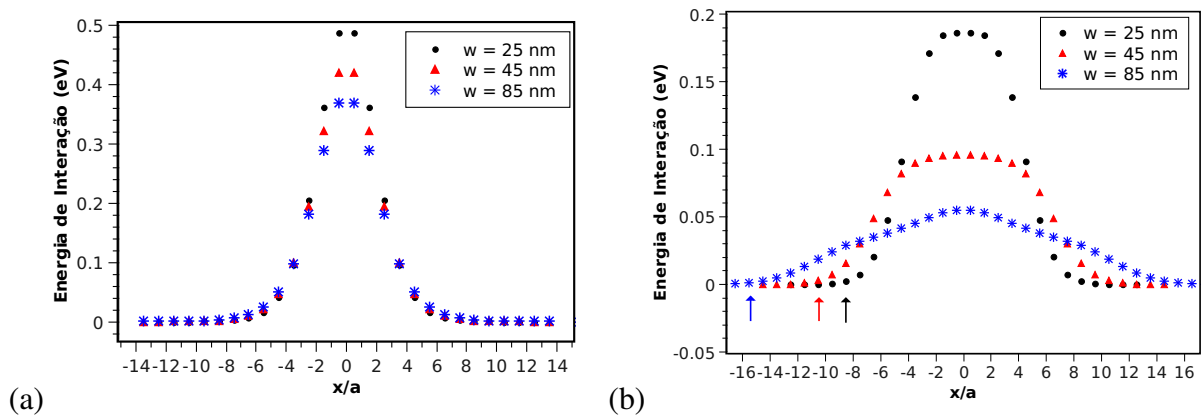 0.5
0.4
0.3
0.2
0.1
0
Energia de Interação (eV)
w = 25 nm
w = 45 nm
w = 85 nm
-14 -12 -10 -8 -6 -4 -2 0 2 4 6 8 10 12 14
x/a
(a)
0.2
0.15
0.1
0.05
0
-0.05
Energia de Interação (eV)
w = 25 nm
w = 45 nm
w = 85 nm
-16 -14 -12 -10 -8 -6 -4 -2 0 2 4 6 8 10 12 14 16
x/a
(b)